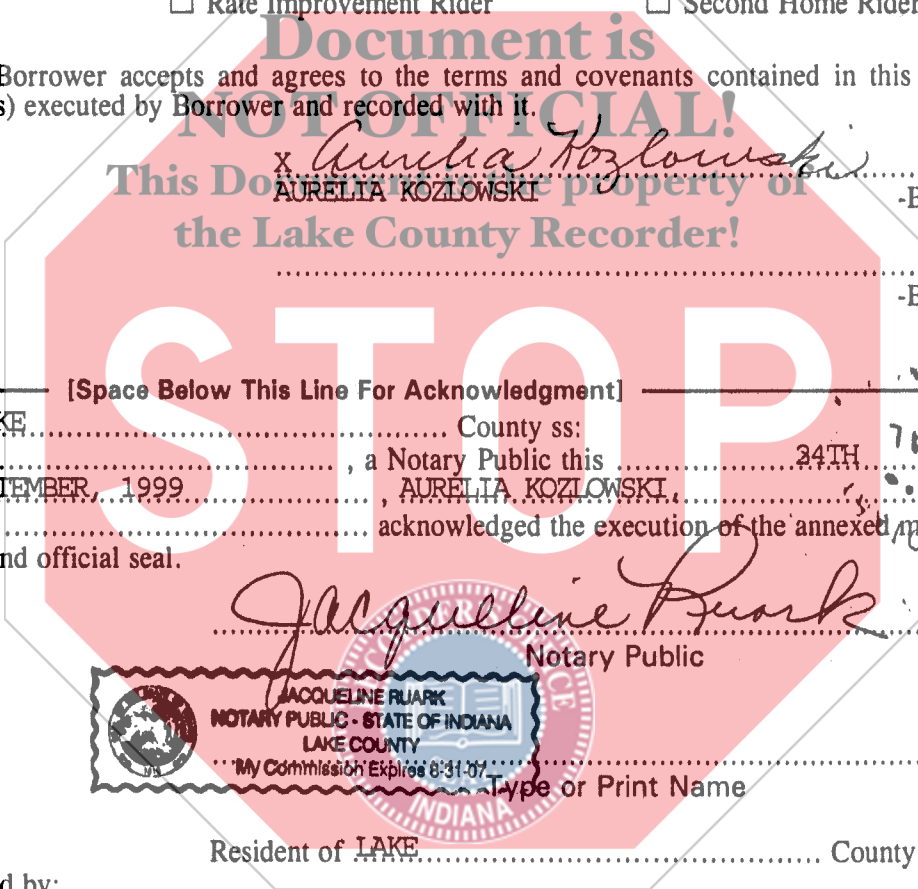 ☐ Rate Improvement Rider ☐ Second Home Rider
Document is
Borrower accepts and agrees to the terms and covenants contained in this
s) executed by Borrower and recorded with it.
NOT OFFICIAL!
X Aurelia Kozlowski
This Document is the property of
AURELIA KOZLOWSKI
the Lake County Recorder!
STOP
[Space Below This Line For Acknowledgment]
KE County ss:
, a Notary Public this 24TH
TEMBER, 1999 , AURELIA KOZLOWSKI,
acknowledged the execution of the annexed m
nd official seal.
Jacqueline Ruark
Notary Public
JACQUELINE RUARK
NOTARY PUBLIC - STATE OF INDIANA
LAKE COUNTY
My Commission Expires 8-31-07
Type or Print Name
INDIANA
Resident of LAKE County
d by: